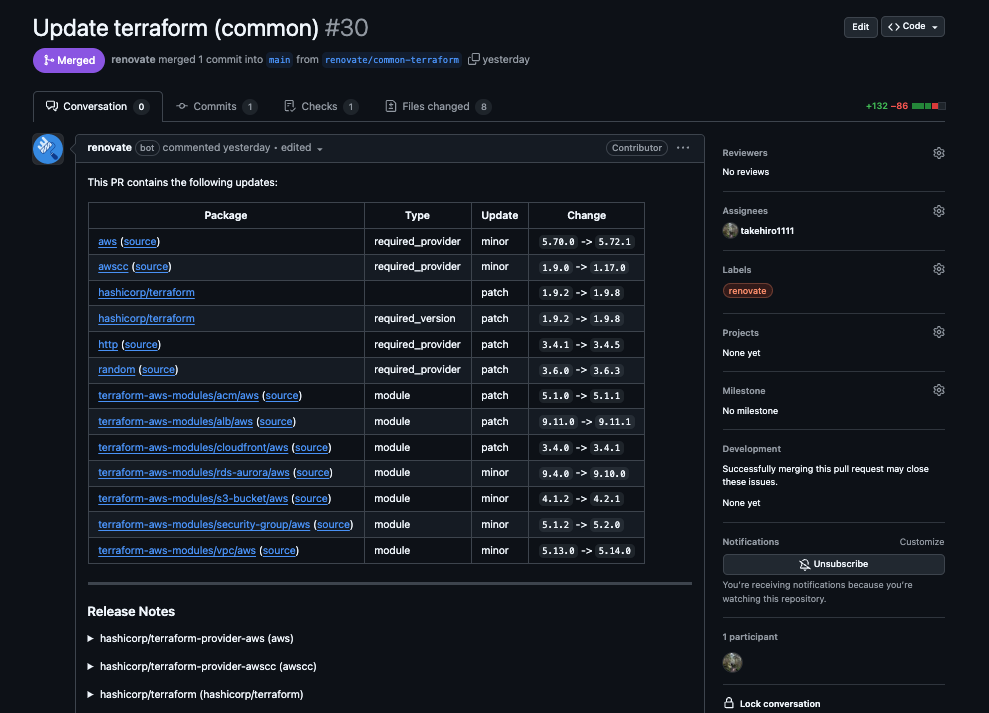 Update terraform (common) #30
Edit
<> Code
Merged
renovate merged 1 commit into main from renovate/common-terraform yesterday
Conversation 0
Commits 1
Checks 1
Files changed 8
+132 −86
renovate bot commented yesterday • edited
Contributor
This PR contains the following updates:
Package Type Update Change
aws (source) required_provider minor 5.70.0 -> 5.72.1
awscc (source) required_provider minor 1.9.0 -> 1.17.0
hashicorp/terraform patch 1.9.2 -> 1.9.8
hashicorp/terraform required_version patch 1.9.2 -> 1.9.8
http (source) required_provider patch 3.4.1 -> 3.4.5
random (source) required_provider patch 3.6.0 -> 3.6.3
terraform-aws-modules/acm/aws (source) module patch 5.1.0 -> 5.1.1
terraform-aws-modules/alb/aws (source) module patch 9.11.0 -> 9.11.1
terraform-aws-modules/cloudfront/aws (source) module patch 3.4.0 -> 3.4.1
terraform-aws-modules/rds-aurora/aws (source) module minor 9.4.0 -> 9.10.0
terraform-aws-modules/s3-bucket/aws (source) module minor 4.1.2 -> 4.2.1
terraform-aws-modules/security-group/aws (source) module minor 5.1.2 -> 5.2.0
terraform-aws-modules/vpc/aws (source) module minor 5.13.0 -> 5.14.0
Release Notes
hashicorp/terraform-provider-aws (aws)
hashicorp/terraform-provider-awscc (awscc)
hashicorp/terraform (hashicorp/terraform)
Reviewers
No reviews
Assignees
takehiro1111
Labels
renovate
Projects
None yet
Milestone
No milestone
Development
Successfully merging this pull request may close
these issues.
None yet
Notifications
Customize
Unsubscribe
You're receiving notifications because you're
watching this repository.
1 participant
Lock conversation